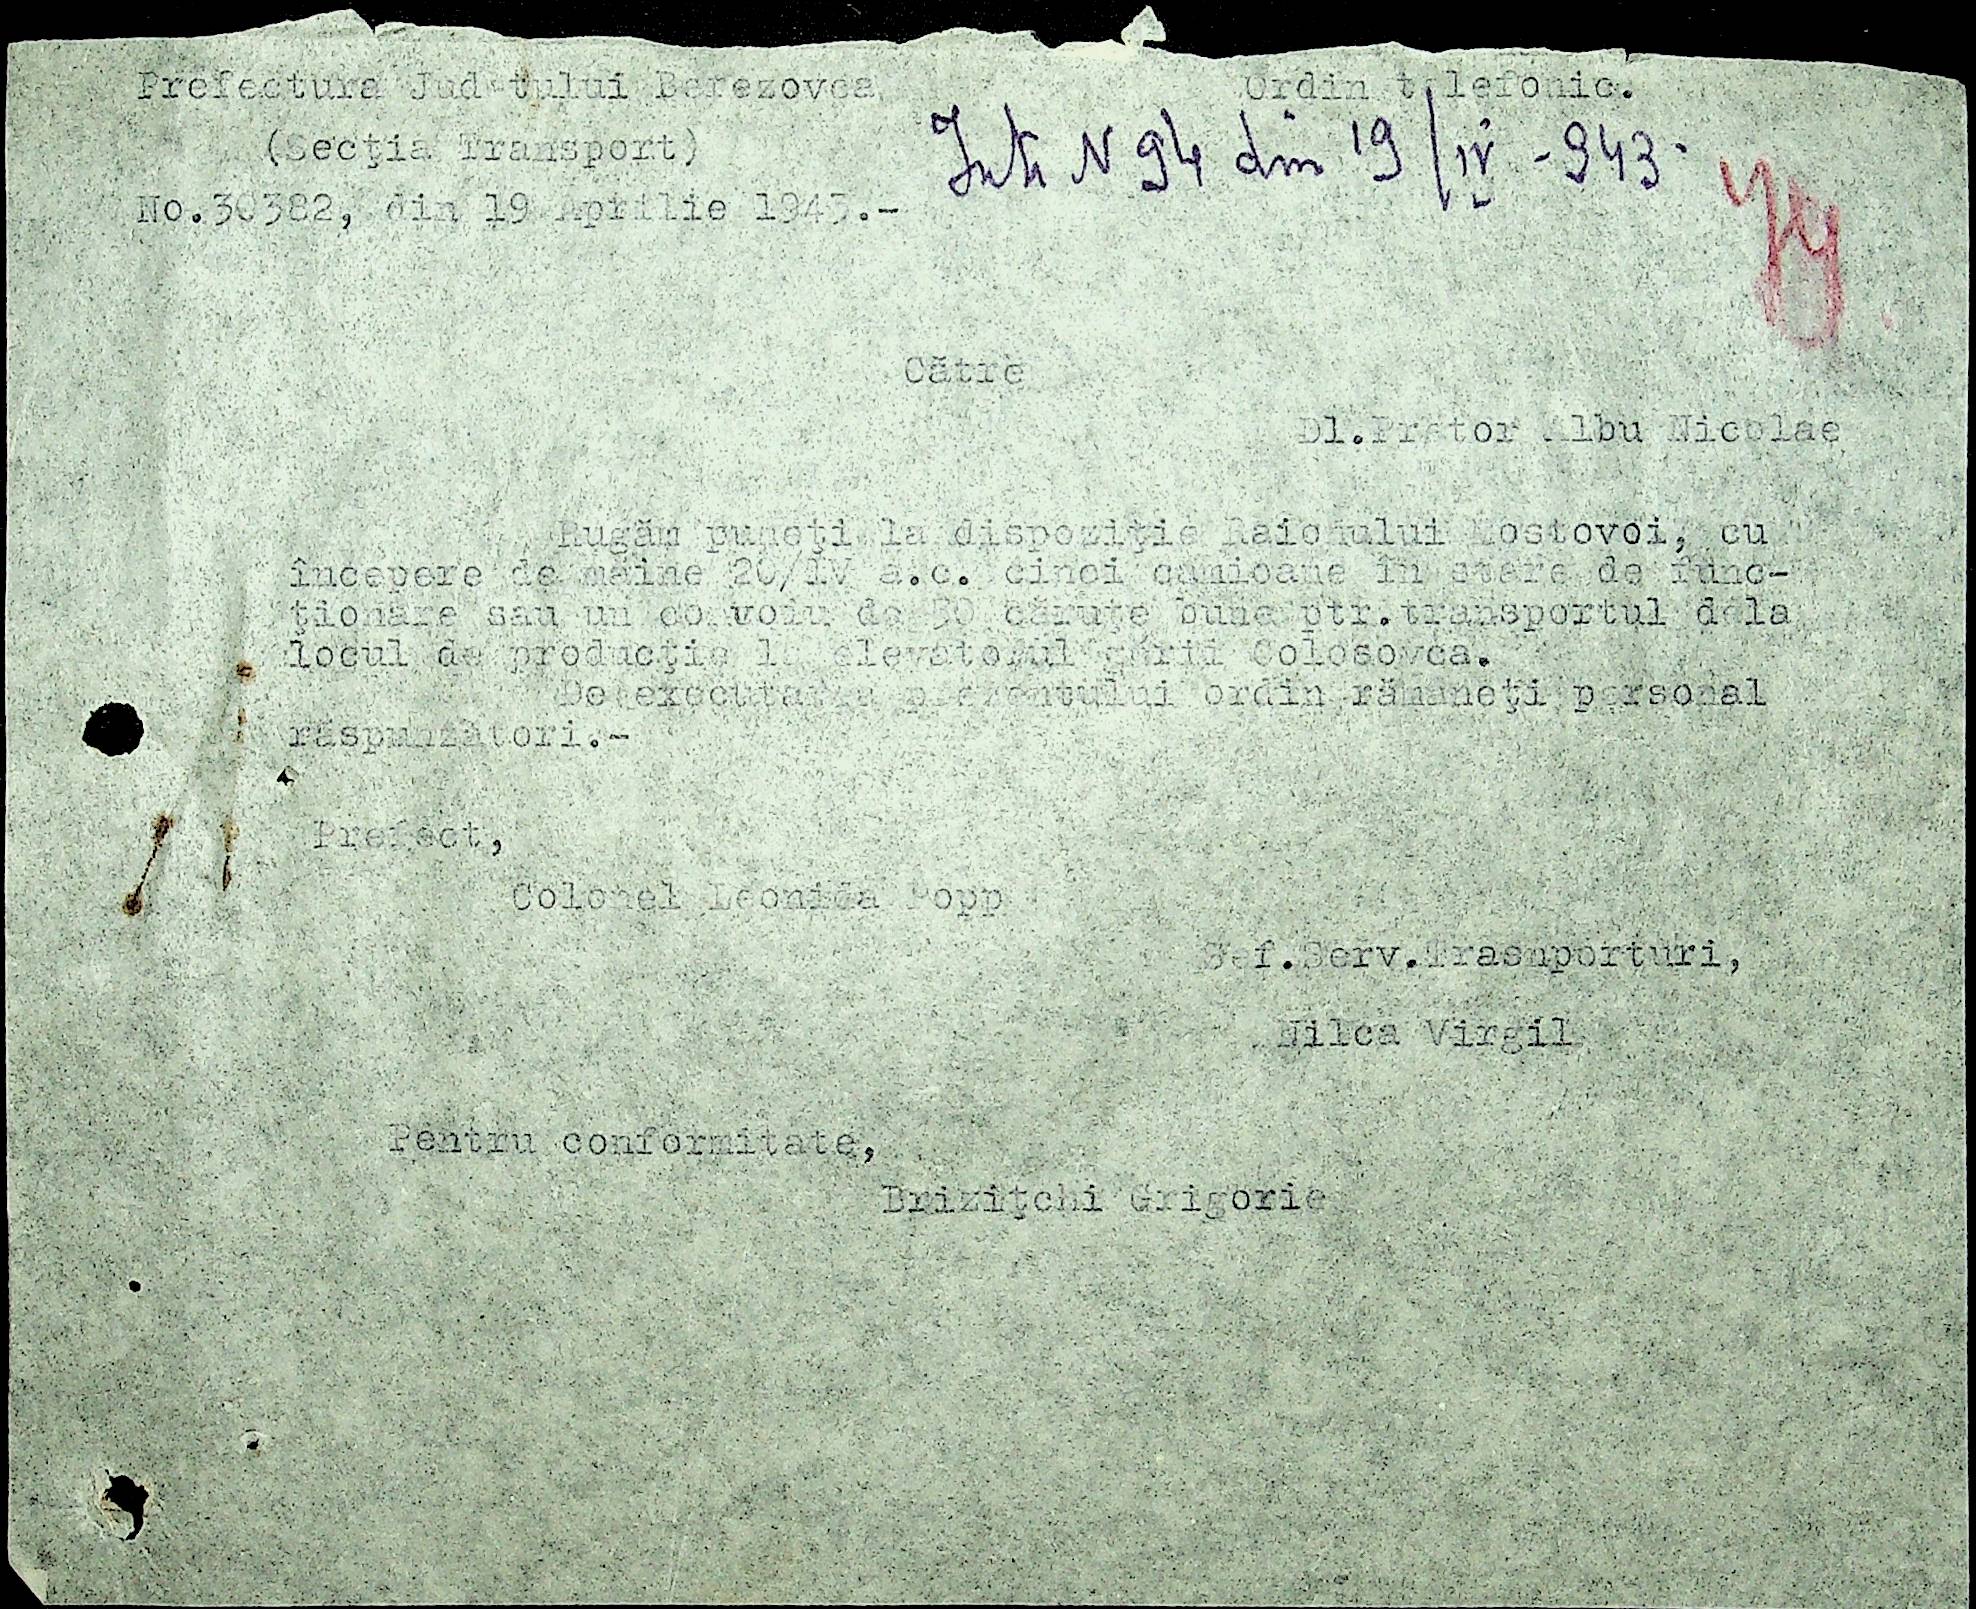 Prefectura Județului Berezovca
Ordin telefonic.
(Secţia Transport)
Intr N 94 din 19/IV -943.
No.30382, din 19 Aprilie 1943.-
Către
Dl.Pretor Albu Nicolae
Rugăm puneţi la dispoziţie Raionului Mostovoi, cu
începere de mâine 20/IV a.c. cinci camioane în stare de func-
ţionare sau un convoiu de 50 căruţe bune ptr.transportul dela
locul de producţie la elevatorul gării Colosovca.
De executarea prezentului ordin rămâneţi personal
răspunzători.-
Prefect,
Colonel Leonida Popp
Şef.Serv.Trasnporturi,
Nilca Virgil
Pentru conformitate,
Driziţchi Grigorie